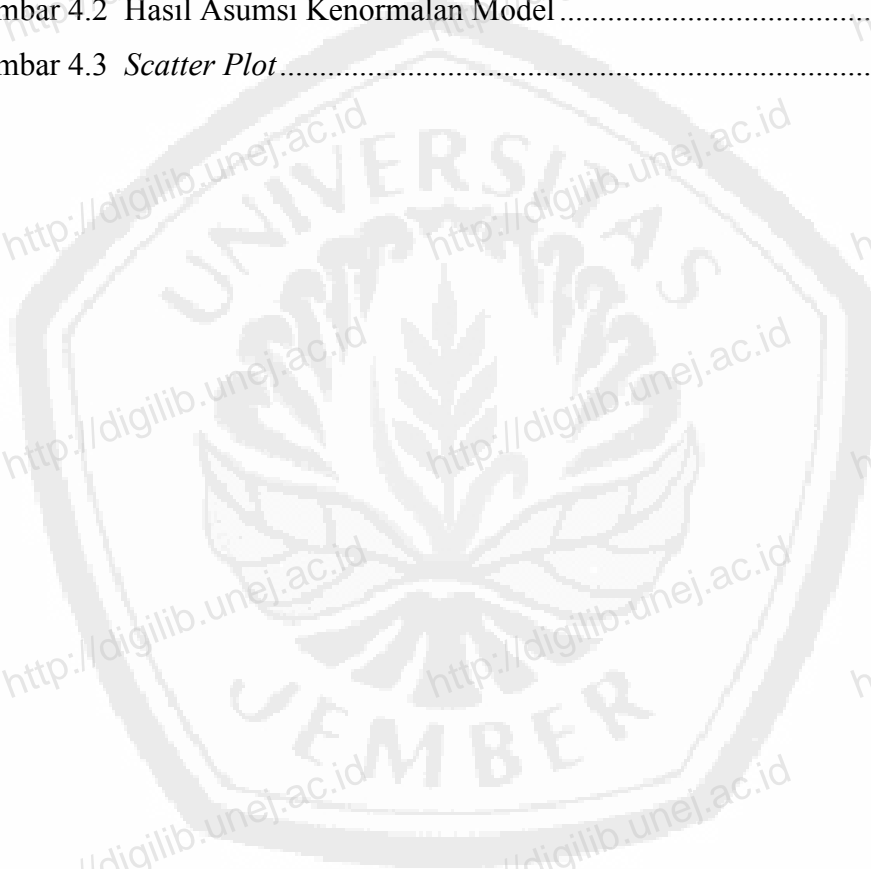 mbar 4.2 Hasil Asumsi Kenormalan Model
mbar 4.3 Scatter Plot
UNIVERSITAS
JEMBER
http://digilib.unej.ac.id
http://digilib.unej.ac.id
http://digilib.unej.ac.id
http://digilib.unej.ac.id
http://digilib.unej.ac.id
http://digilib.unej.ac.id
//digilib.unej.ac.id
//digilib.unej.ac.id